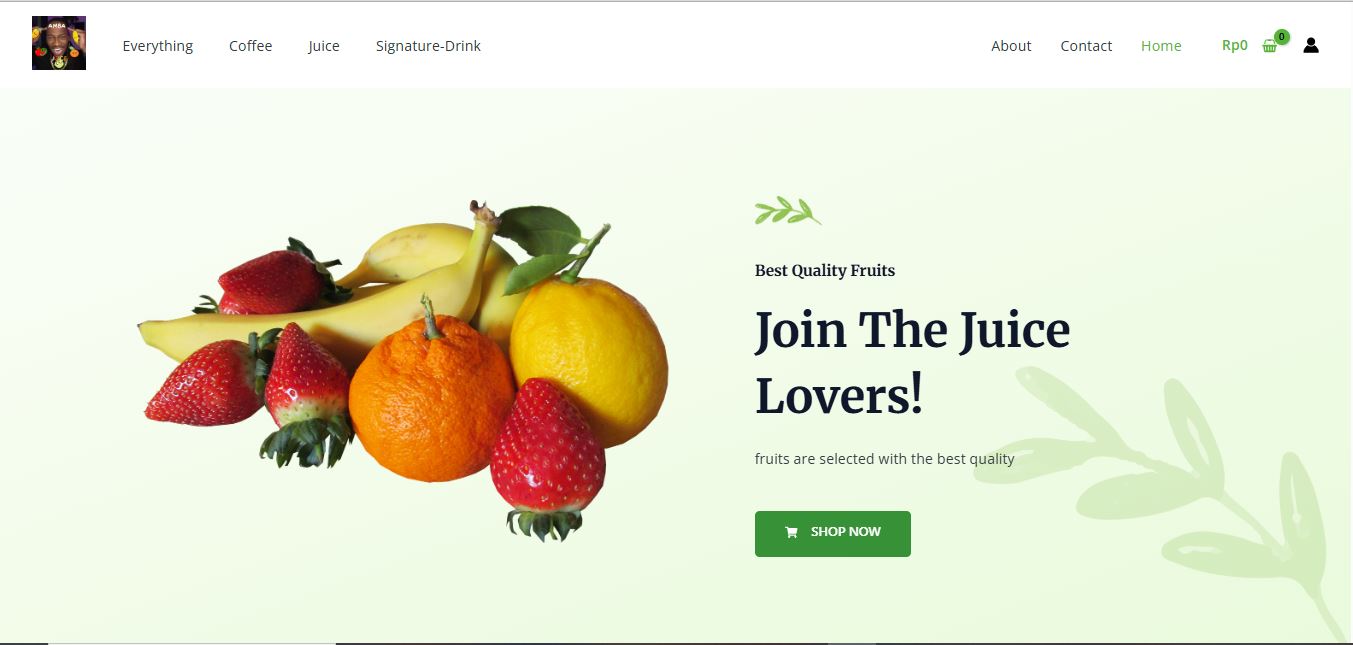 AMBA
Everything Coffee Juice Signature-Drink
About Contact Home Rp0 0
Best Quality Fruits
Join The Juice
Lovers!
fruits are selected with the best quality
SHOP NOW